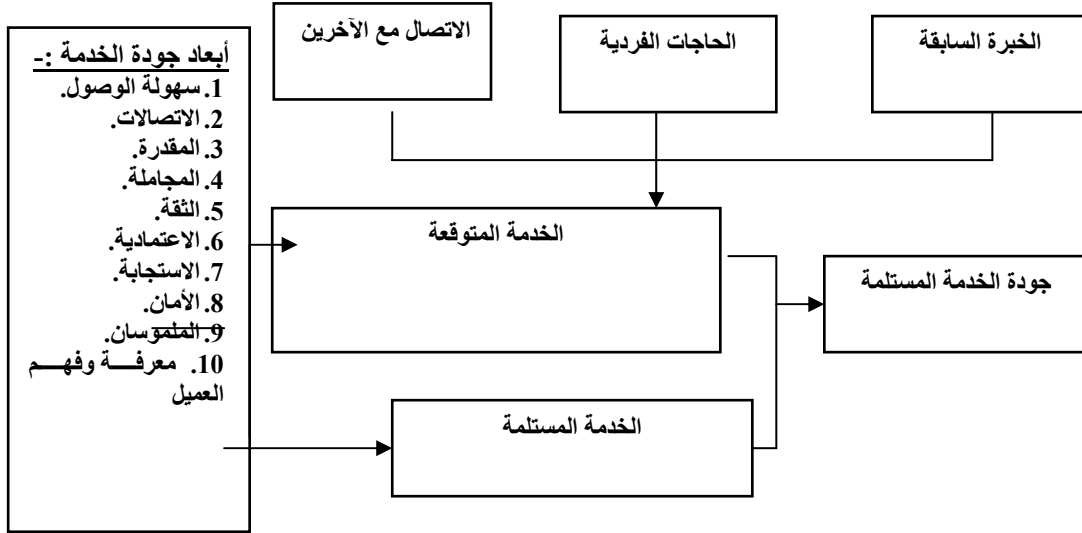 أبعاد جودة الخدمة :-
1. سهولة الوصول.
2. الاتصالات.
3. المقدرة.
4. المجاملة.
5. الثقة.
6. الاعتمادية.
7. الاستجابة.
8. الأمان.
9. الملموسان.
10. معرفــة وفهــم
العميل
الاتصال مع الآخرين
الحاجات الفردية
الخبرة السابقة
الخدمة المتوقعة
جودة الخدمة المستلمة
الخدمة المستلمة